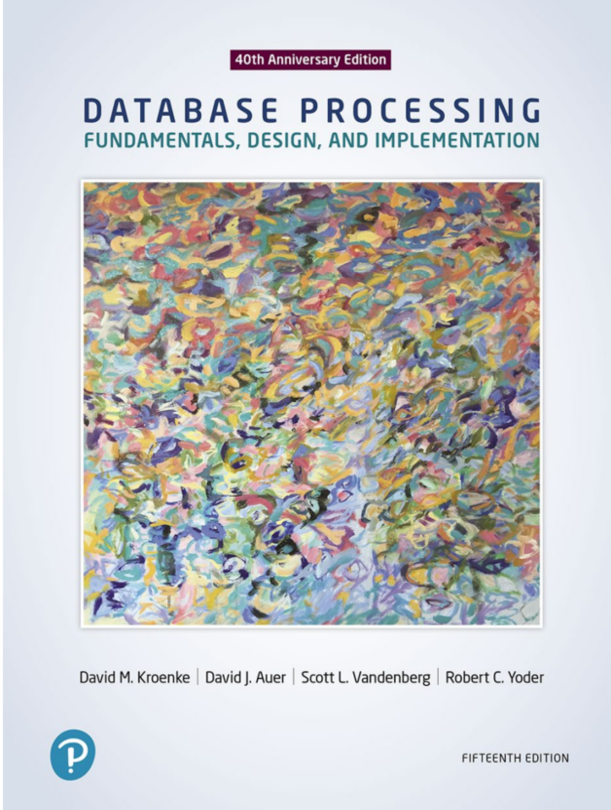 40th Anniversary Edition
DATABASE PROCESSING
FUNDAMENTALS, DESIGN, AND IMPLEMENTATION
David M. Kroenke | David J. Auer | Scott L. Vandenberg | Robert C. Yoder
P
FIFTEENTH EDITION